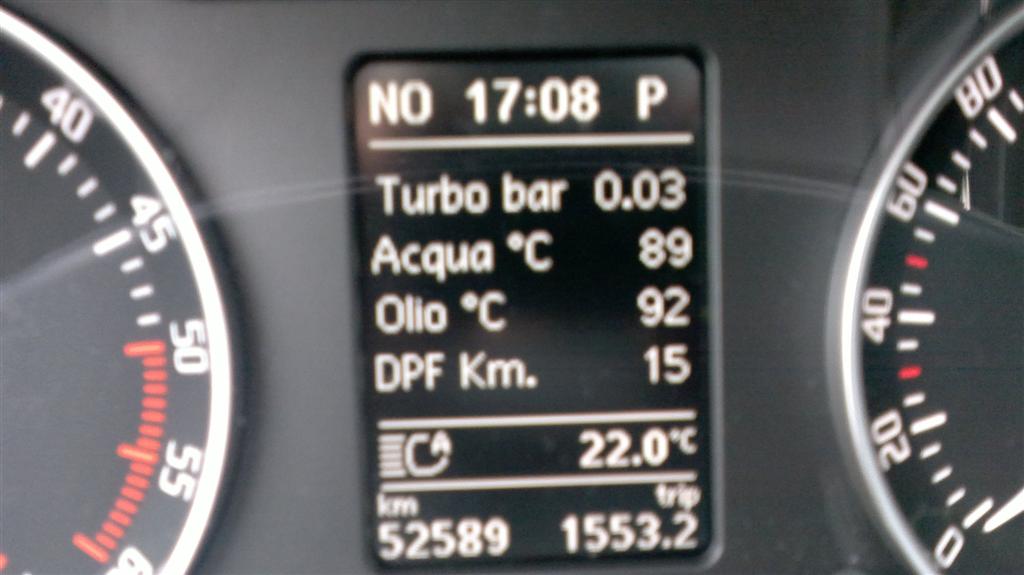 NO 17:08 P
Turbo bar 0.03
Acqua °C 89
Olio °C 92
DPF Km. 15
A 22.0°C
km trip
52589 1553.2
40
45
50
55
80
60
40
20
0